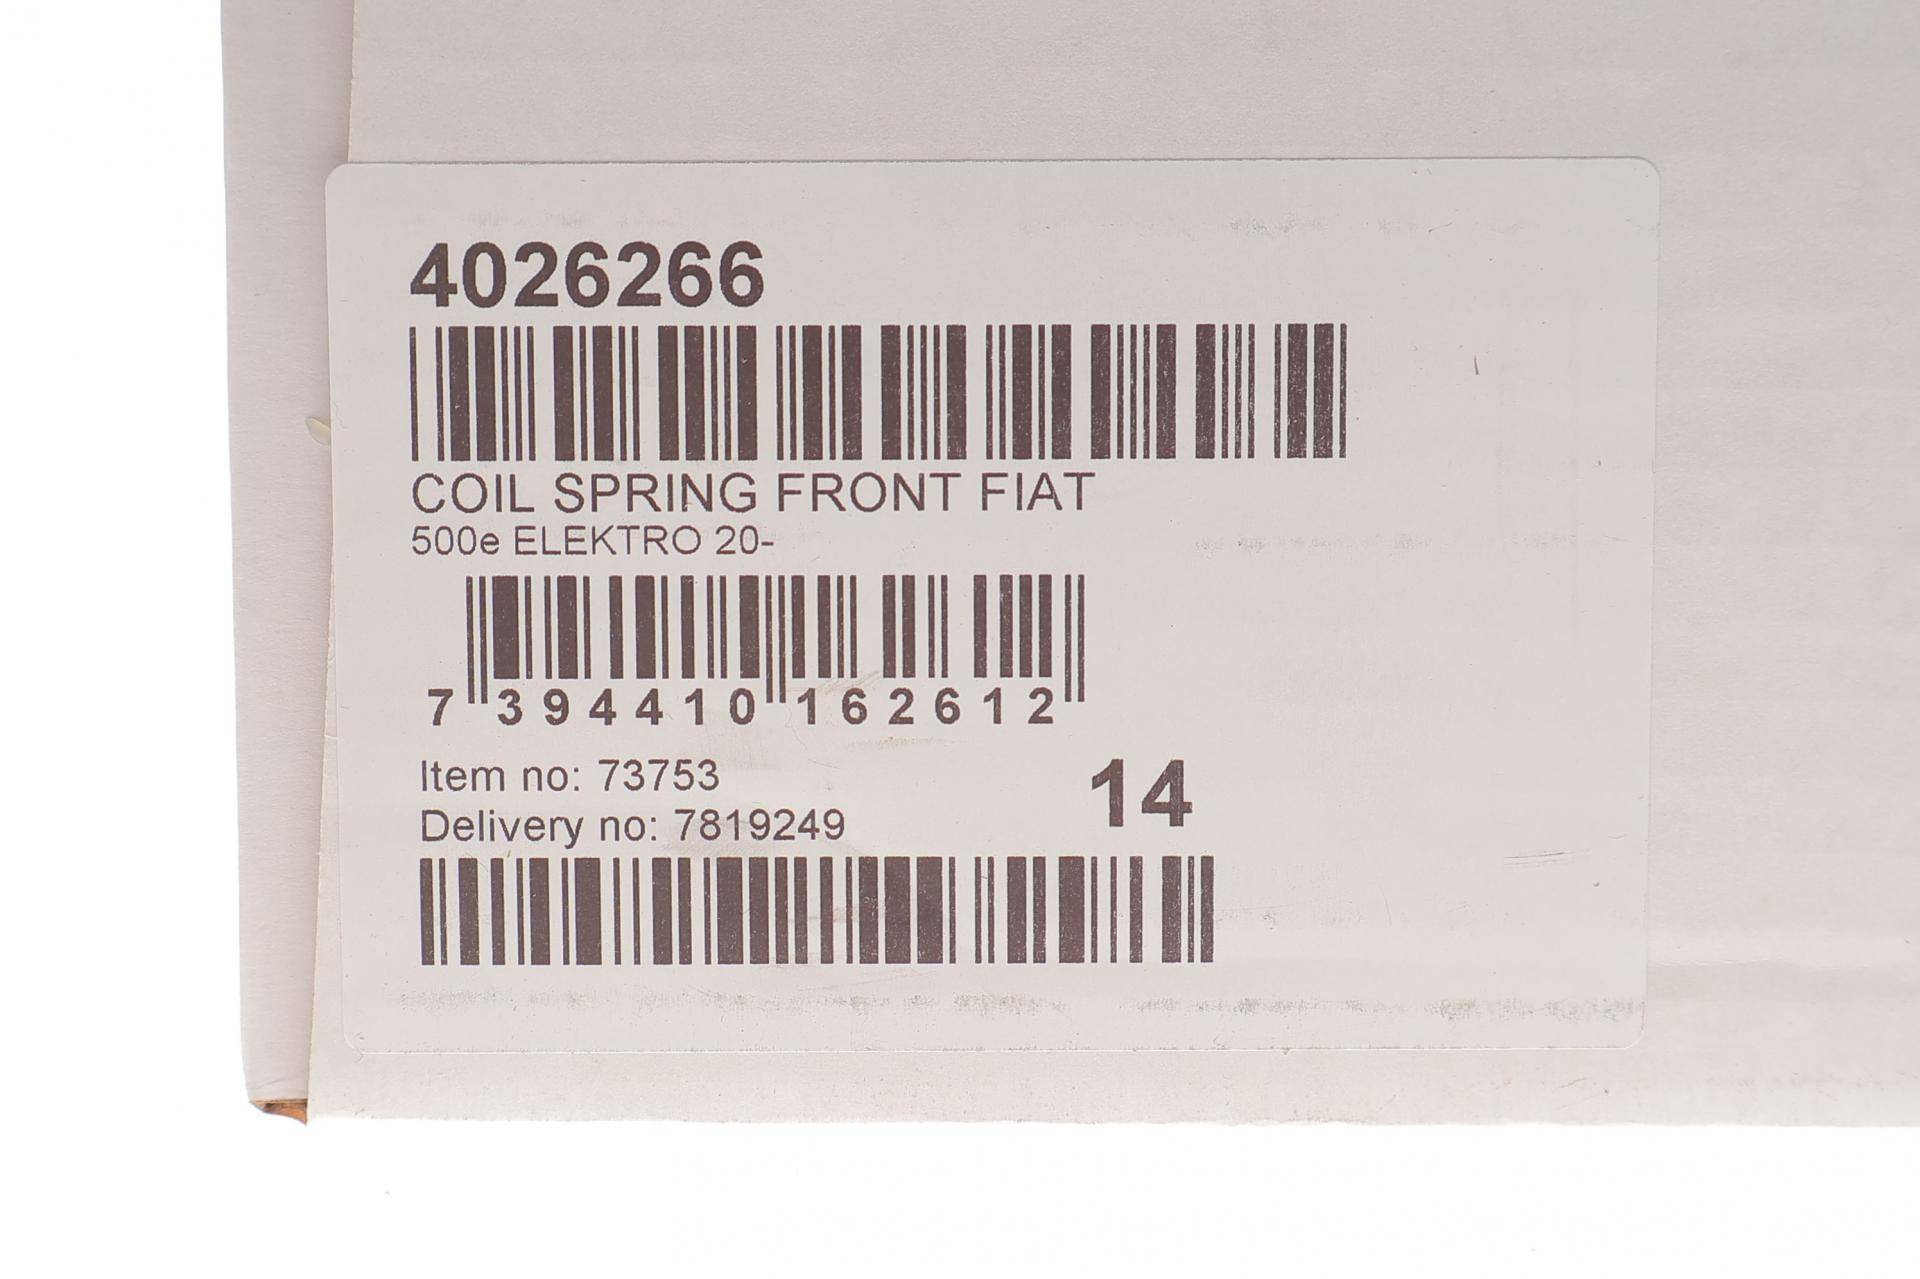 4026266
COIL SPRING FRONT FIAT
500e ELEKTRO 20-
7 394410 162612
Item no: 73753
14
Delivery no: 7819249